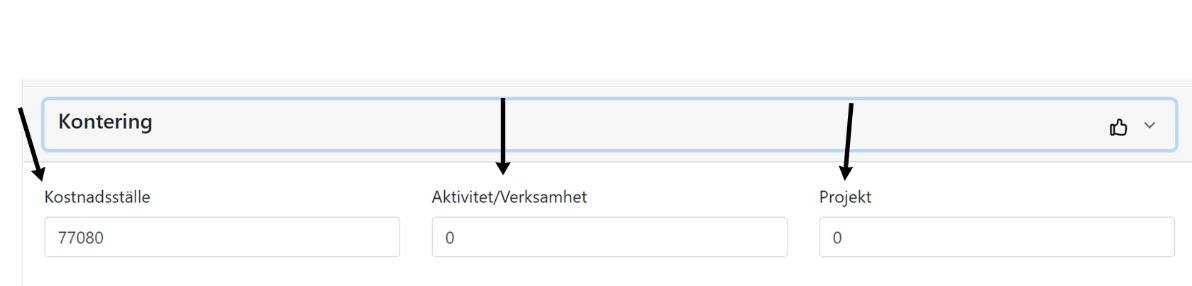 Kontering
Kostnadsställe Aktivitet/Verksamhet Projekt
77080 0 0